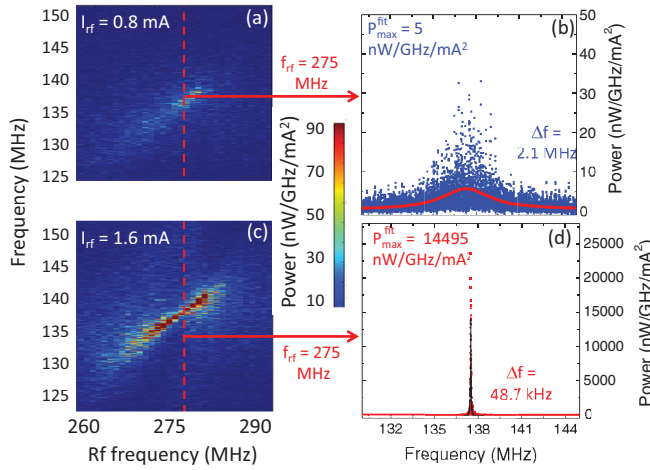 (a)
I_rf = 0.8 mA
150
145
140
135
130
125
f_rf = 275
MHz
(b)
P_max^fit = 5
nW/GHz/mA²
Δf =
2.1 MHz
50
40
30
20
10
0
Power (nW/GHz/mA²)
Frequency (MHz)
90
70
50
30
10
Power (nW/GHz/mA²)
(c)
I_rf = 1.6 mA
150
145
140
135
130
125
f_rf = 275
MHz
260
275
290
Rf frequency (MHz)
(d)
P_max^fit = 14495
nW/GHz/mA²
Δf =
48.7 kHz
25000
20000
15000
10000
5000
0
Power (nW/GHz/mA²)
132
135
138
141
144
Frequency (MHz)